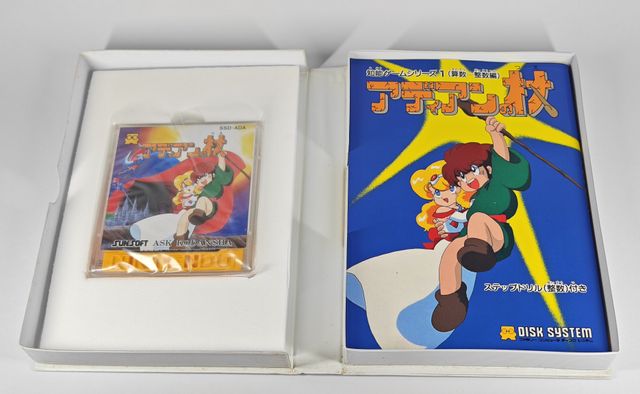 SSD-ADA
アディアンの杖
SUNSOFT ASK KODANSHA
知能ゲームシリーズ1(算数 整数編)
アディアンの杖
ステップドリル(整数)付き
DISK SYSTEM